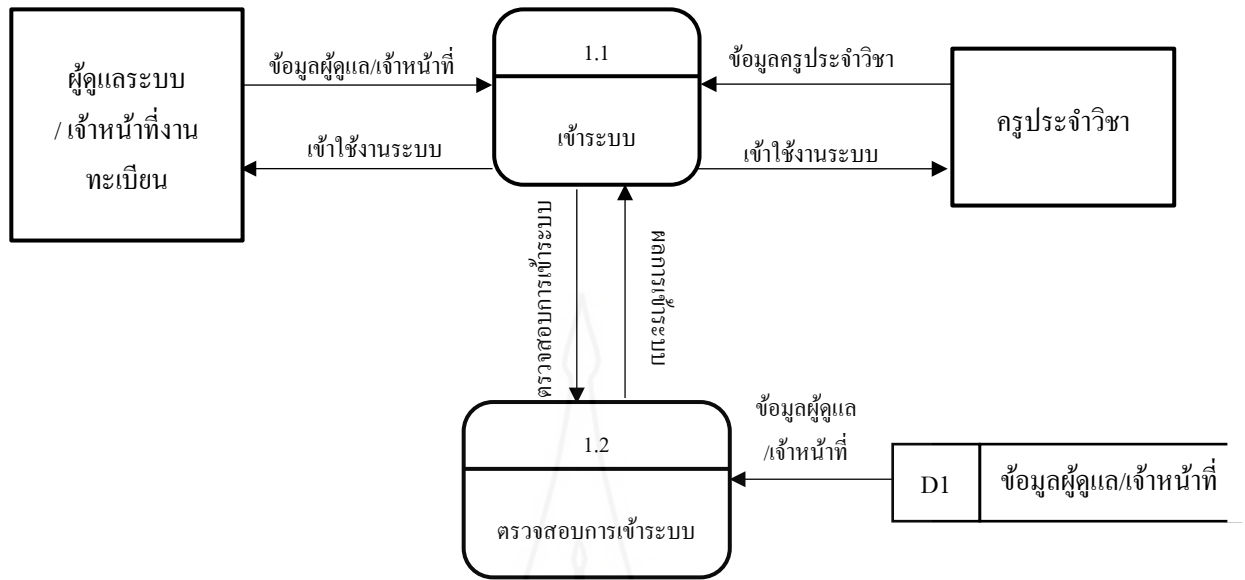 ผู้ดูแลระบบ
/ เจ้าหน้าที่งาน
ทะเบียน
ข้อมูลผู้ดูแล/เจ้าหน้าที่
เข้าใช้งานระบบ
1.1
เข้าระบบ
ข้อมูลครูประจำวิชา
เข้าใช้งานระบบ
ครูประจำวิชา
ตรวจสอบการเข้าระบบ
ผลการเข้าระบบ
1.2
ตรวจสอบการเข้าระบบ
ข้อมูลผู้ดูแล
/เจ้าหน้าที่
D1
ข้อมูลผู้ดูแล/เจ้าหน้าที่